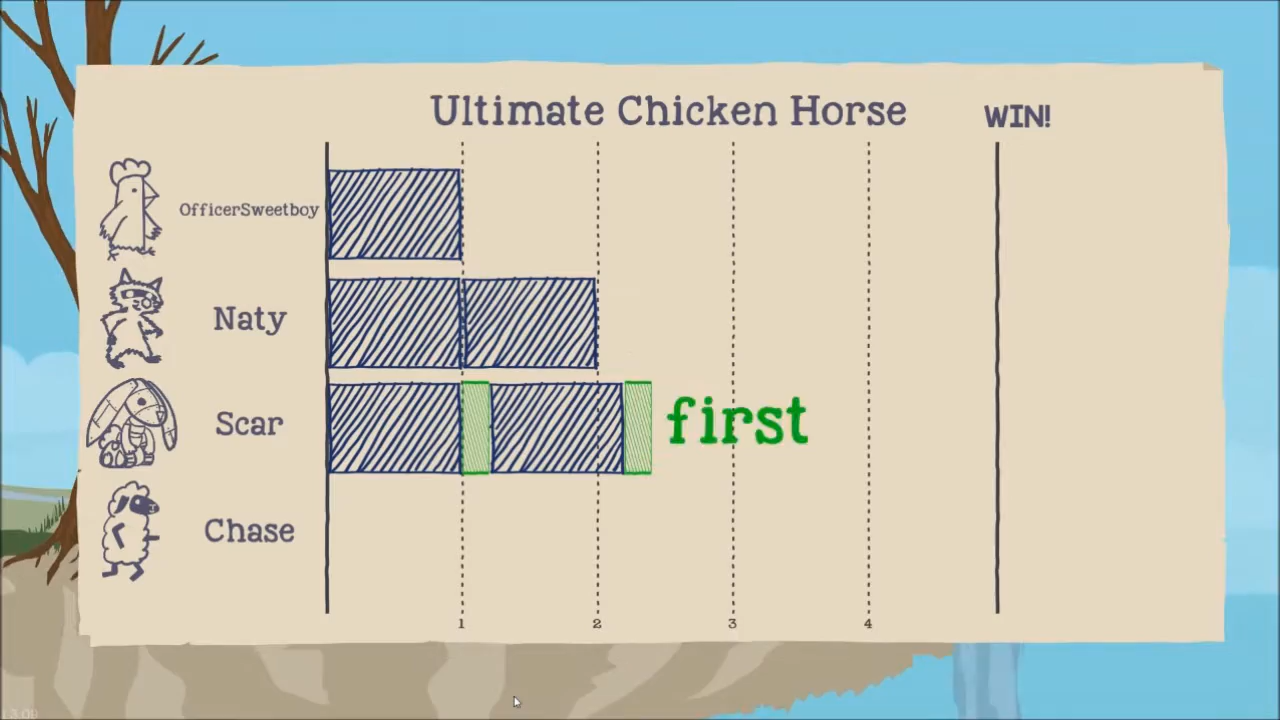 Ultimate Chicken Horse
WIN!
OfficerSweetboy
Naty
Scar
first
Chase
1 2 3 4